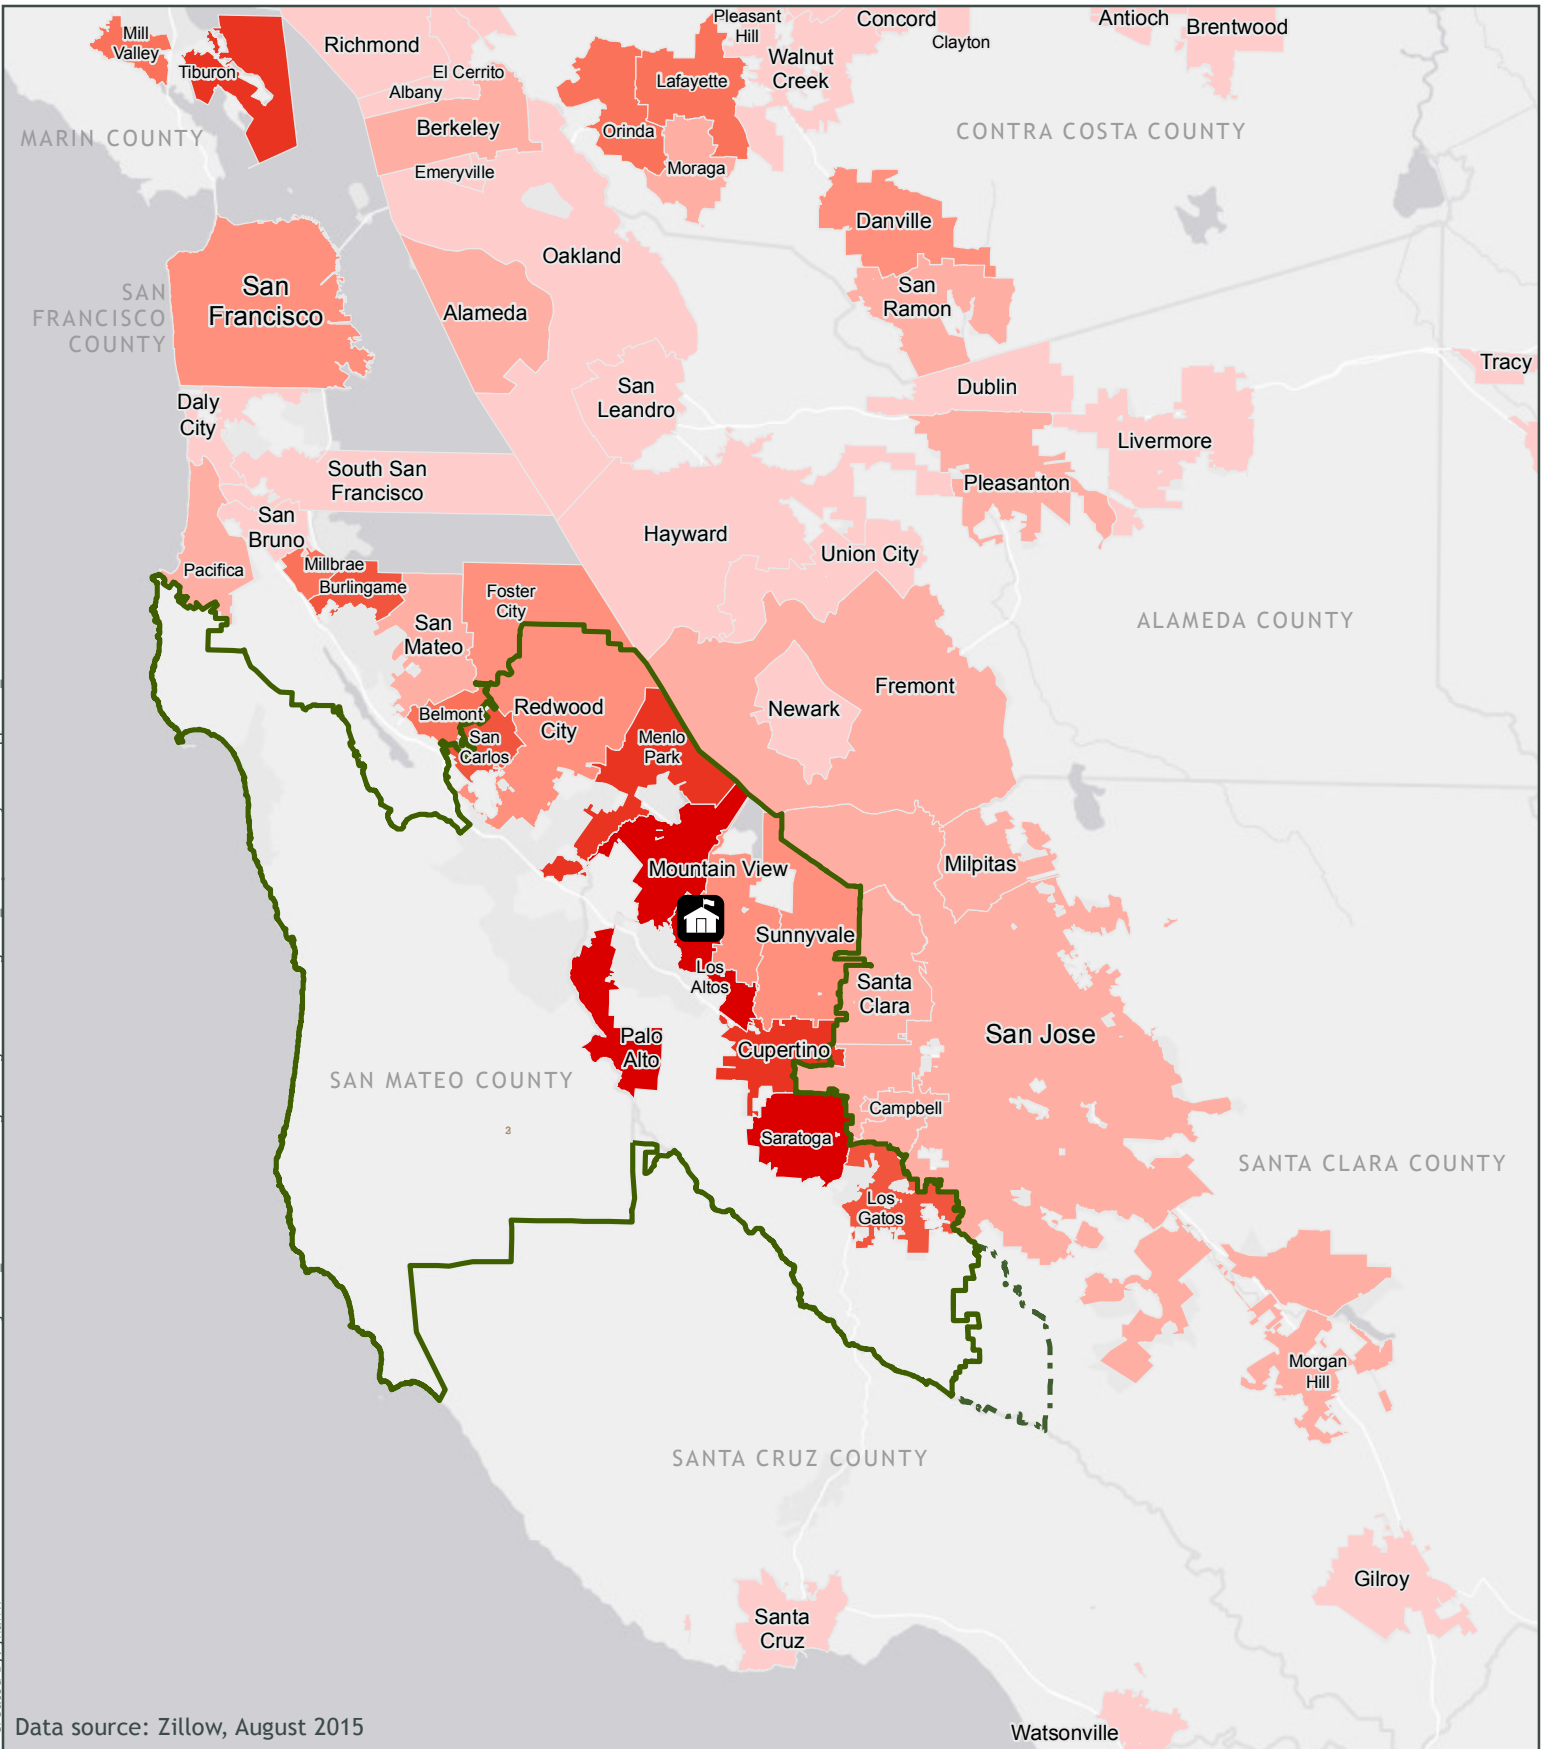 Pleasant
Hill
Concord
Clayton
Antioch
Brentwood
Mill
Valley
Tiburon
Richmond
El Cerrito
Albany
Walnut
Creek
Lafayette
Orinda
Moraga
Berkeley
Emeryville
MARIN COUNTY
CONTRA COSTA COUNTY
Danville
Oakland
San
Ramon
San
Francisco
SAN
FRANCISCO
COUNTY
Alameda
Tracy
Dublin
San
Leandro
Daly
City
Livermore
South San
Francisco
Pleasanton
San
Bruno
Hayward
Union City
Pacifica
Millbrae
Burlingame
Foster
City
San
Mateo
ALAMEDA COUNTY
Fremont
Newark
Belmont
Redwood
City
San
Carlos
Menlo
Park
Mountain View
Milpitas
Sunnyvale
Los
Altos
Santa
Clara
San Jose
Palo
Alto
Cupertino
SAN MATEO COUNTY
Campbell
Saratoga
SANTA CLARA COUNTY
Los
Gatos
Morgan
Hill
SANTA CRUZ COUNTY
Gilroy
Santa
Cruz
Watsonville
Data source: Zillow, August 2015